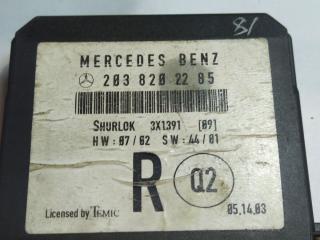 81
MERCEDES BENZ
203 820 22 85
SHURLOK 3X1391 [09]
HW:07/02 SW:44/01
R Q2
Licensed by TEMIC 05.14.03